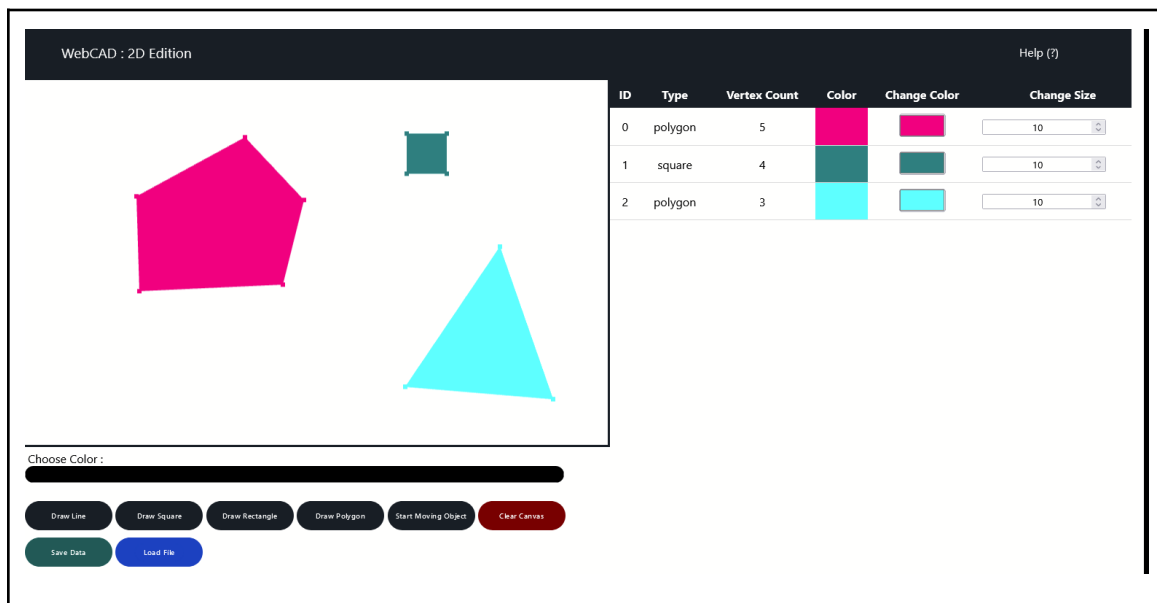 WebCAD : 2D Edition
Help (?)
ID Type Vertex Count Color Change Color Change Size
0 polygon 5 10
1 square 4 10
2 polygon 3 10
Choose Color :
Draw Line Draw Square Draw Rectangle Draw Polygon Start Moving Object Clear Canvas
Save Data Load File